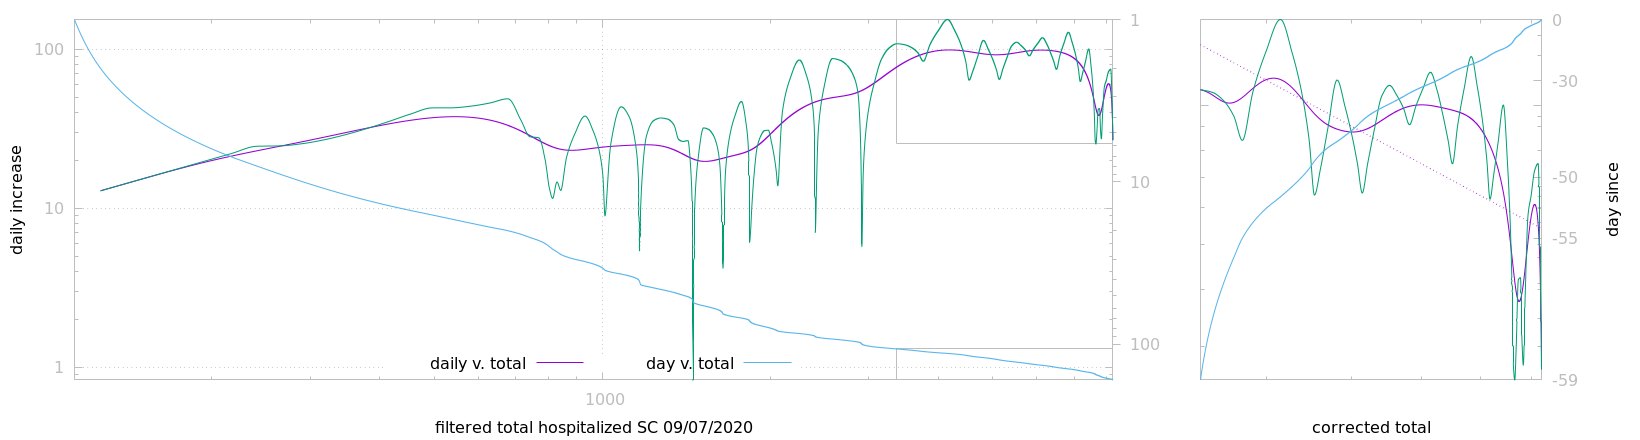 100
10
1
daily increase
daily v. total
day v. total
1000
filtered total hospitalized SC 09/07/2020
1
10
100
0
-30
-50
-55
-59
day since
corrected total